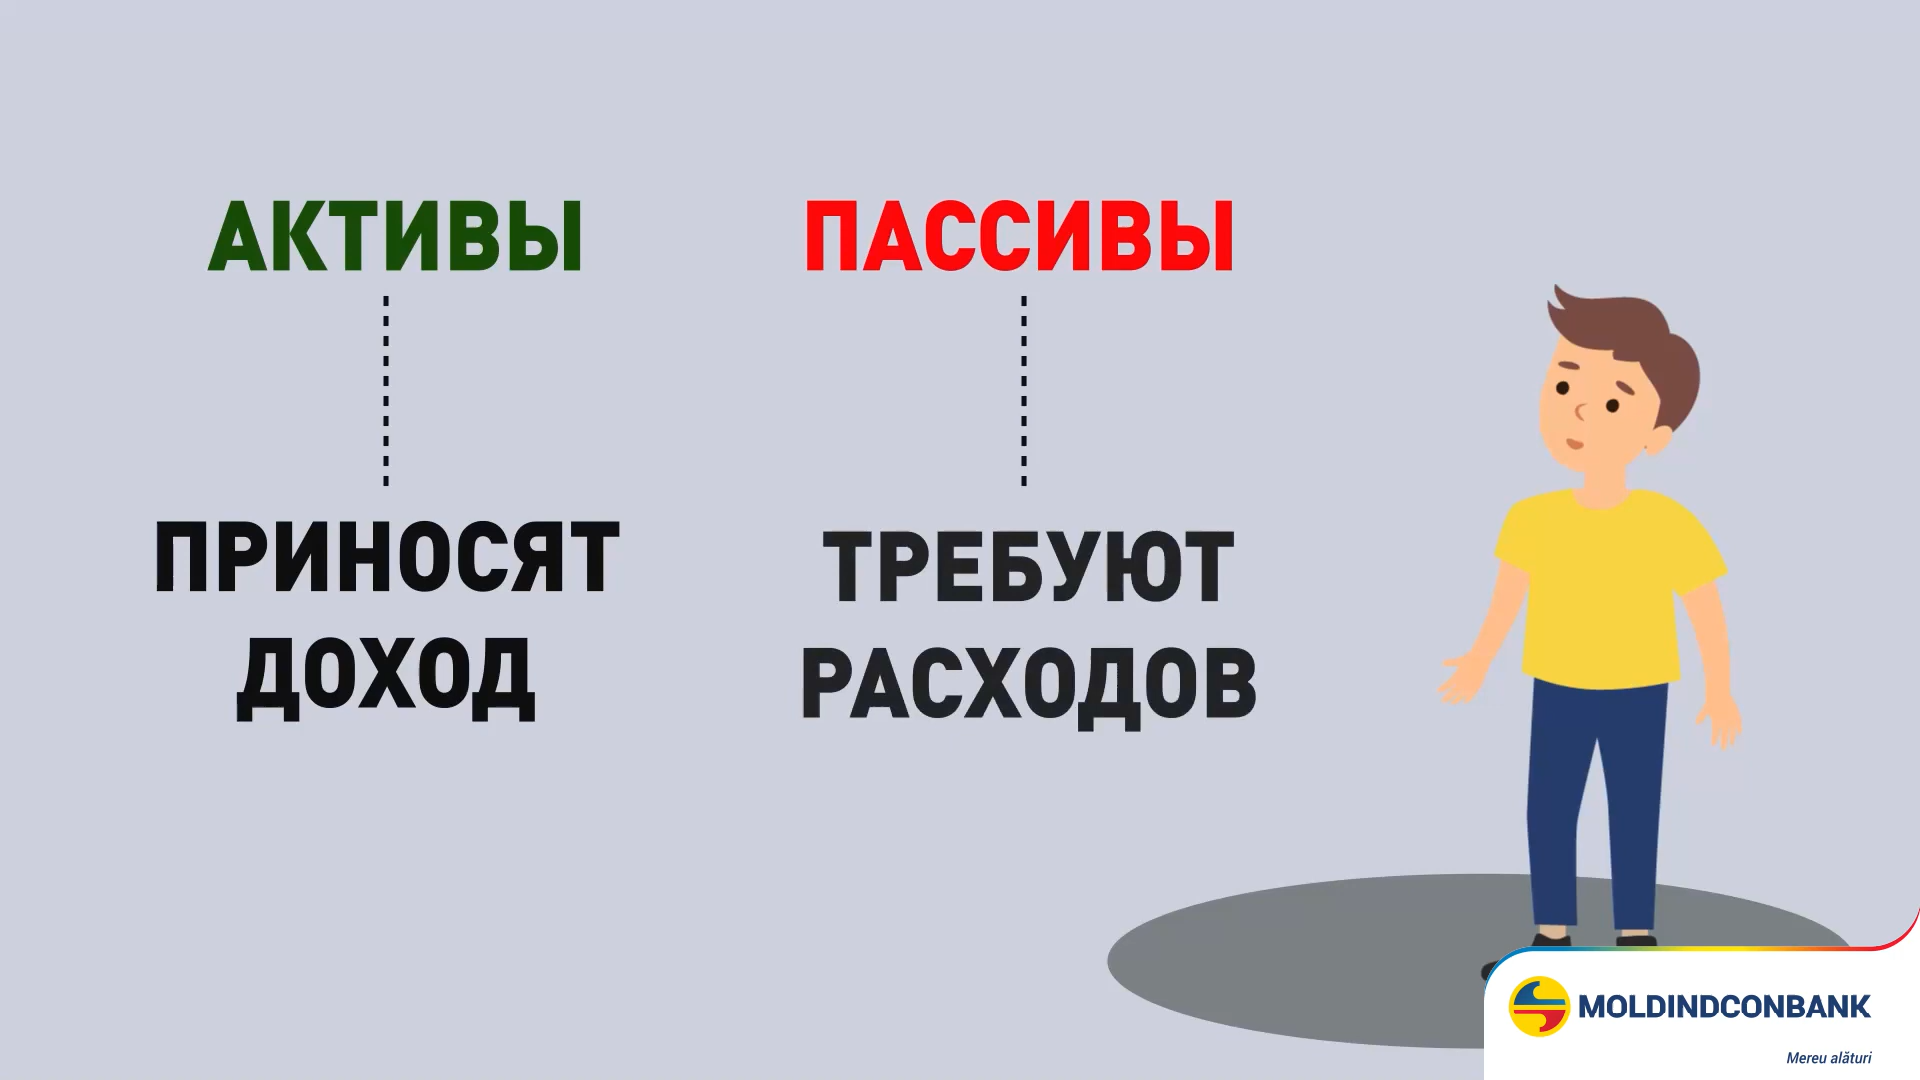 АКТИВЫ
ПРИНОСЯТ
ДОХОД
ПАССИВЫ
ТРЕБУЮТ
РАСХОДОВ
MOLDINDCONBANK
Mereu alături